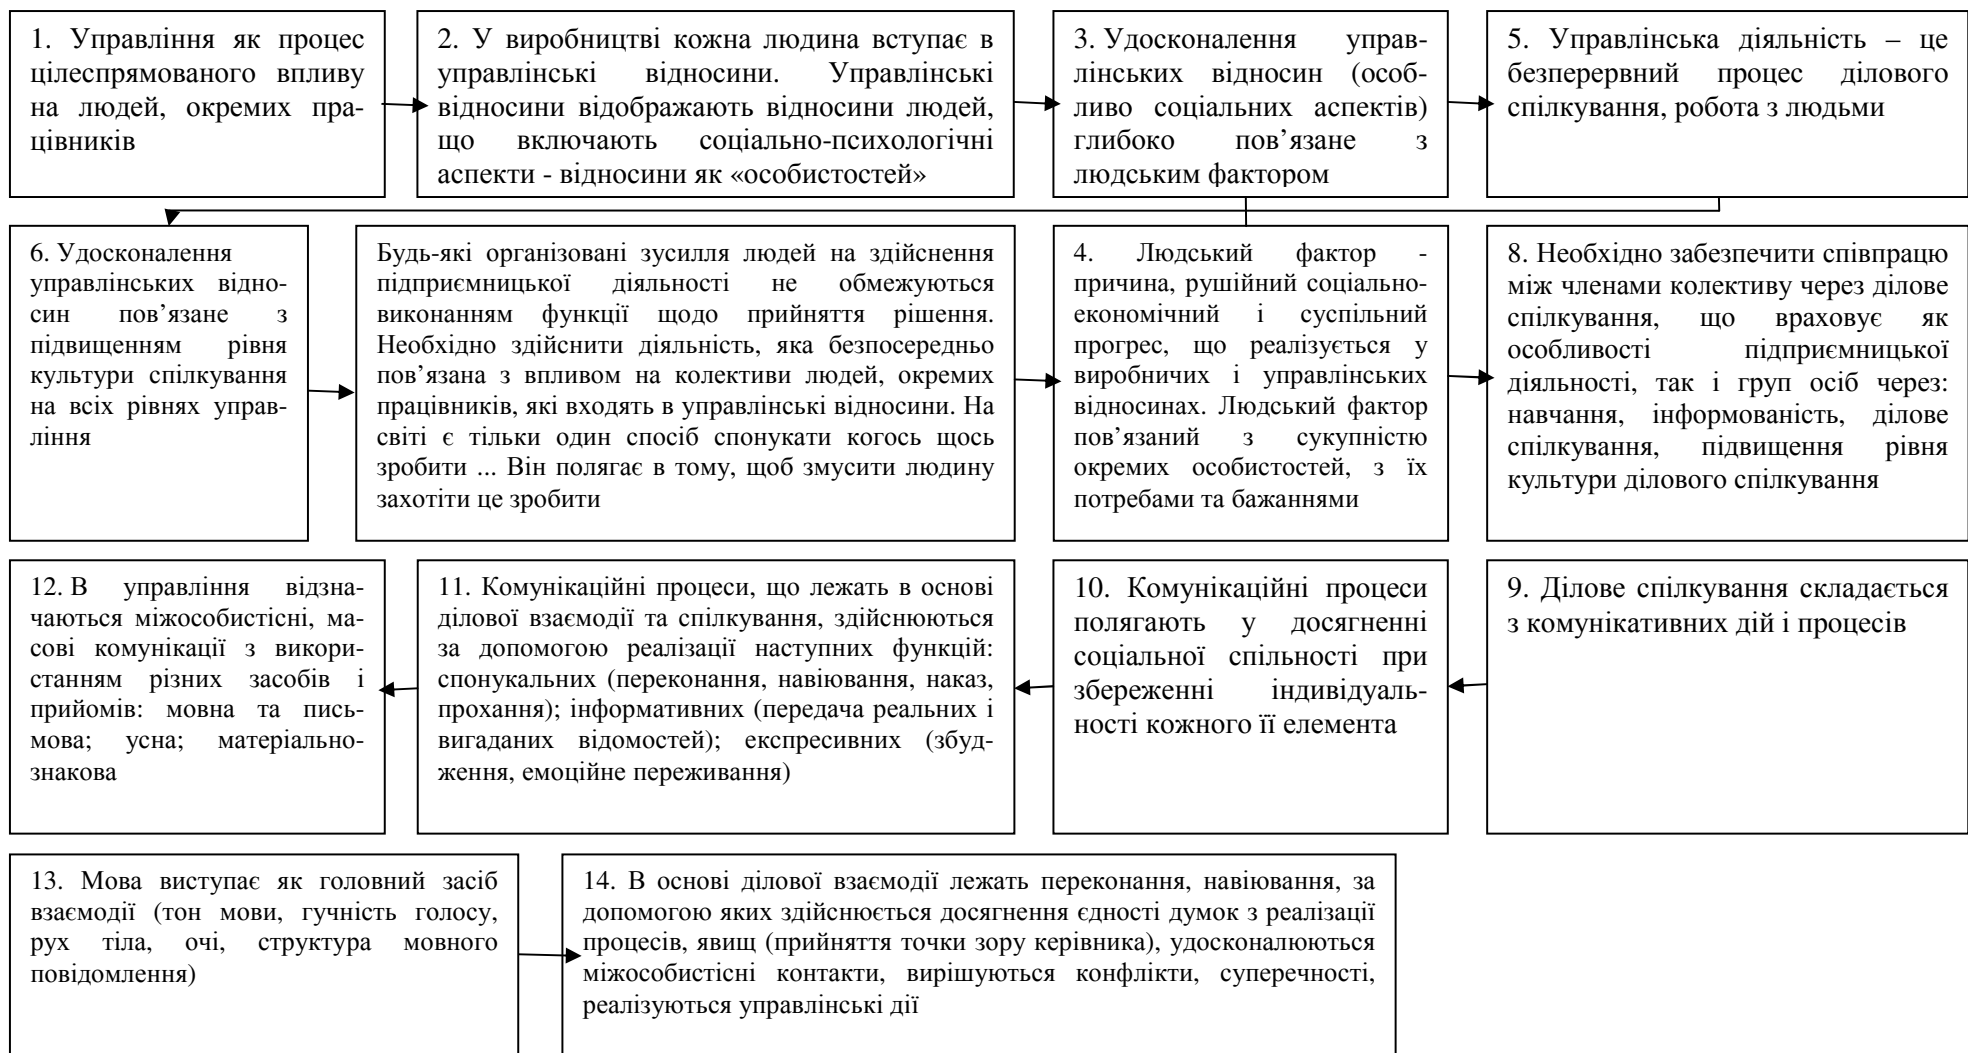 1. Управління як процес
цілеспрямованого впливу
на людей, окремих пра-
цівників
2. У виробництві кожна людина вступає в
управлінські відносини. Управлінські
відносини відображають відносини людей,
що включають соціально-психологічні
аспекти - відносини як «особистостей»
3. Удосконалення управ-
лінських відносин (особ-
ливо соціальних аспектів)
глибоко пов’язане з
людським фактором
5. Управлінська діяльність – це
безперервний процес ділового
спілкування, робота з людьми
6. Удосконалення
управлінських відно-
син пов’язане з
підвищенням рівня
культури спілкування
на всіх рівнях управ-
ління
Будь-які організовані зусилля людей на здійснення
підприємницької діяльності не обмежуються
виконанням функції щодо прийняття рішення.
Необхідно здійснити діяльність, яка безпосередньо
пов’язана з впливом на колективи людей, окремих
працівників, які входять в управлінські відносини. На
світі є тільки один спосіб спонукати когось щось
зробити ... Він полягає в тому, щоб змусити людину
захотіти це зробити
4. Людський фактор -
причина, рушійний соціально-
економічний і суспільний
прогрес, що реалізується у
виробничих і управлінських
відносинах. Людський фактор
пов’язаний з сукупністю
окремих особистостей, з їх
потребами та бажаннями
8. Необхідно забезпечити співпрацю
між членами колективу через ділове
спілкування, що враховує як
особливості підприємницької
діяльності, так і груп осіб через:
навчання, інформованість, ділове
спілкування, підвищення рівня
культури ділового спілкування
12. В управління відзна-
чаються міжособистісні, ма-
сові комунікації з викори-
станням різних засобів і
прийомів: мовна та пись-
мова; усна; матеріально-
знакова
11. Комунікаційні процеси, що лежать в основі
ділової взаємодії та спілкування, здійснюються
за допомогою реалізації наступних функцій:
спонукальних (переконання, навіювання, наказ,
прохання); інформативних (передача реальних і
вигаданих відомостей); експресивних (збуд-
ження, емоційне переживання)
10. Комунікаційні процеси
полягають у досягненні
соціальної спільності при
збереженні індивідуаль-
ності кожного її елемента
9. Ділове спілкування складається
з комунікативних дій і процесів
13. Мова виступає як головний засіб
взаємодії (тон мови, гучність голосу,
рух тіла, очі, структура мовного
повідомлення)
14. В основі ділової взаємодії лежать переконання, навіювання, за
допомогою яких здійснюється досягнення єдності думок з реалізації
процесів, явищ (прийняття точки зору керівника), удосконалюються
міжособистісні контакти, вирішуються конфлікти, суперечності,
реалізуються управлінські дії